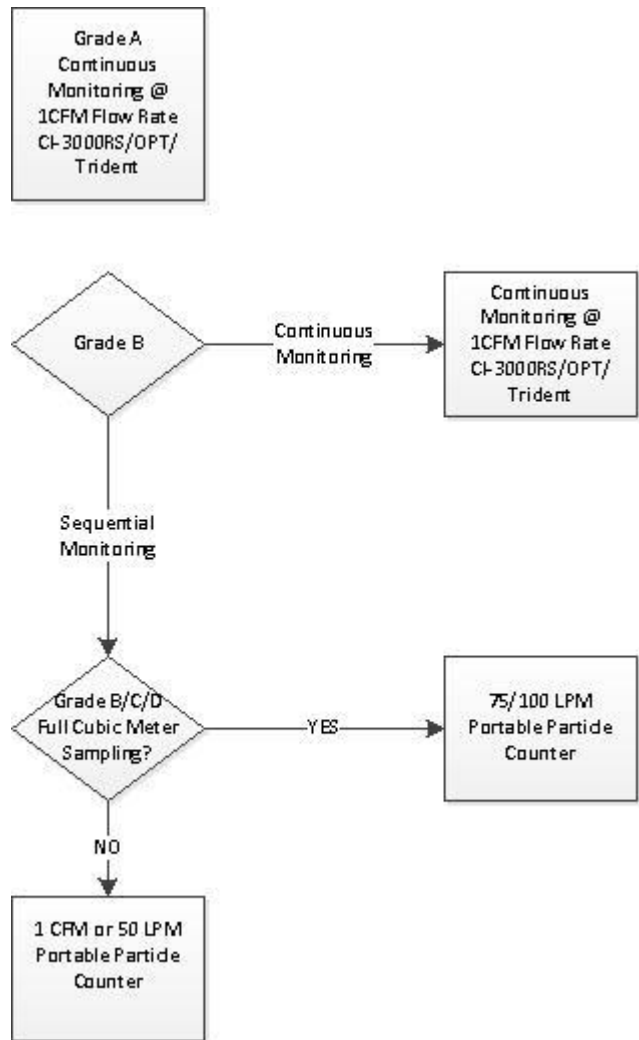 Grade A
Continuous
Monitoring @
1CFM Flow Rate
CI-3000RS/OPT/
Trident
Grade B
Continuous
Monitoring
Continuous
Monitoring @
1CFM Flow Rate
CI-3000RS/OPT/
Trident
Sequential
Monitoring
Grade B/C/D
Full Cubic Meter
Sampling?
YES
75/100 LPM
Portable Particle
Counter
NO
1 CFM or 50 LPM
Portable Particle
Counter